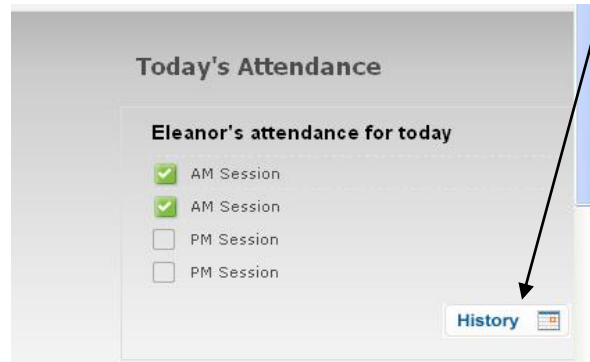 Today's Attendance
Eleanor's attendance for today
AM Session
AM Session
PM Session
PM Session
History